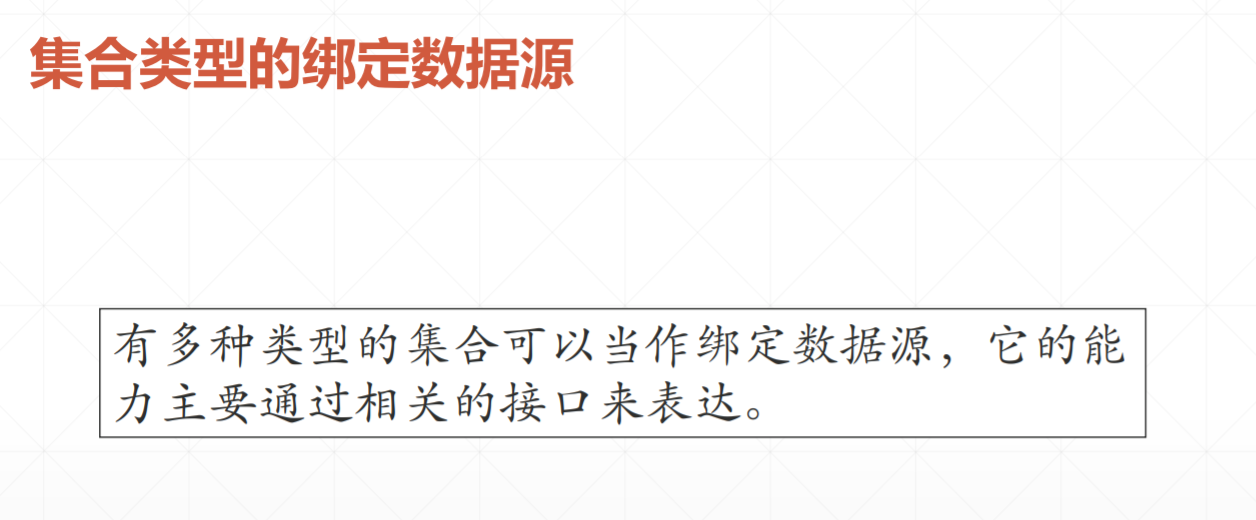 集合类型的绑定数据源
有多种类型的集合可以当作绑定数据源，它的能
力主要通过相关的接口来表达。